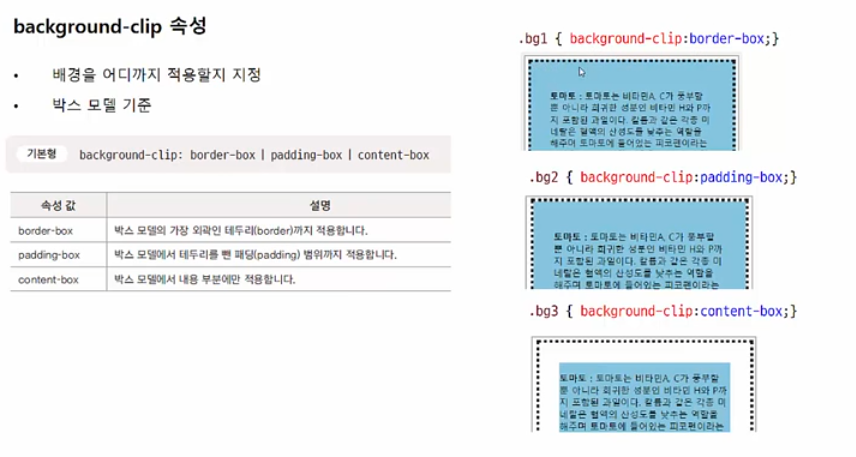 background-clip 속성
• 배경을 어디까지 적용할지 지정
• 박스 모델 기준
기본형 background-clip: border-box | padding-box | content-box
속성 값 설명
border-box 박스 모델의 가장 외곽인 테두리(border)까지 적용합니다.
padding-box 박스 모델에서 테두리를 뺀 패딩(padding) 범위까지 적용합니다.
content-box 박스 모델에서 내용 부분에만 적용합니다.
.bg1 { background-clip:border-box;}
토마토 : 토마토는 비타민A, C가 풍부할
뿐 아니라 희귀한 성분인 비타민 H와 P까
지 포함된 과일이다. 칼륨과 같은 각종 미
네랄은 혈액의 산성도를 낮추는 역할을
해주며 토마토에 들어있는 피코펜이라는
.bg2 { background-clip:padding-box;}
토마토 : 토마토는 비타민A, C가 풍부할
뿐 아니라 희귀한 성분인 비타민 H와 P까
지 포함된 과일이다. 칼륨과 같은 각종 미
네랄은 혈액의 산성도를 낮추는 역할을
해주며 토마토에 들어있는 피코펜이라는
.bg3 { background-clip:content-box;}
토마토 : 토마토는 비타민A, C가 풍부할
뿐 아니라 희귀한 성분인 비타민 H와 P까
지 포함된 과일이다. 칼륨과 같은 각종 미
네랄은 혈액의 산성도를 낮추는 역할을
해주며 토마토에 들어있는 피코펜이라는